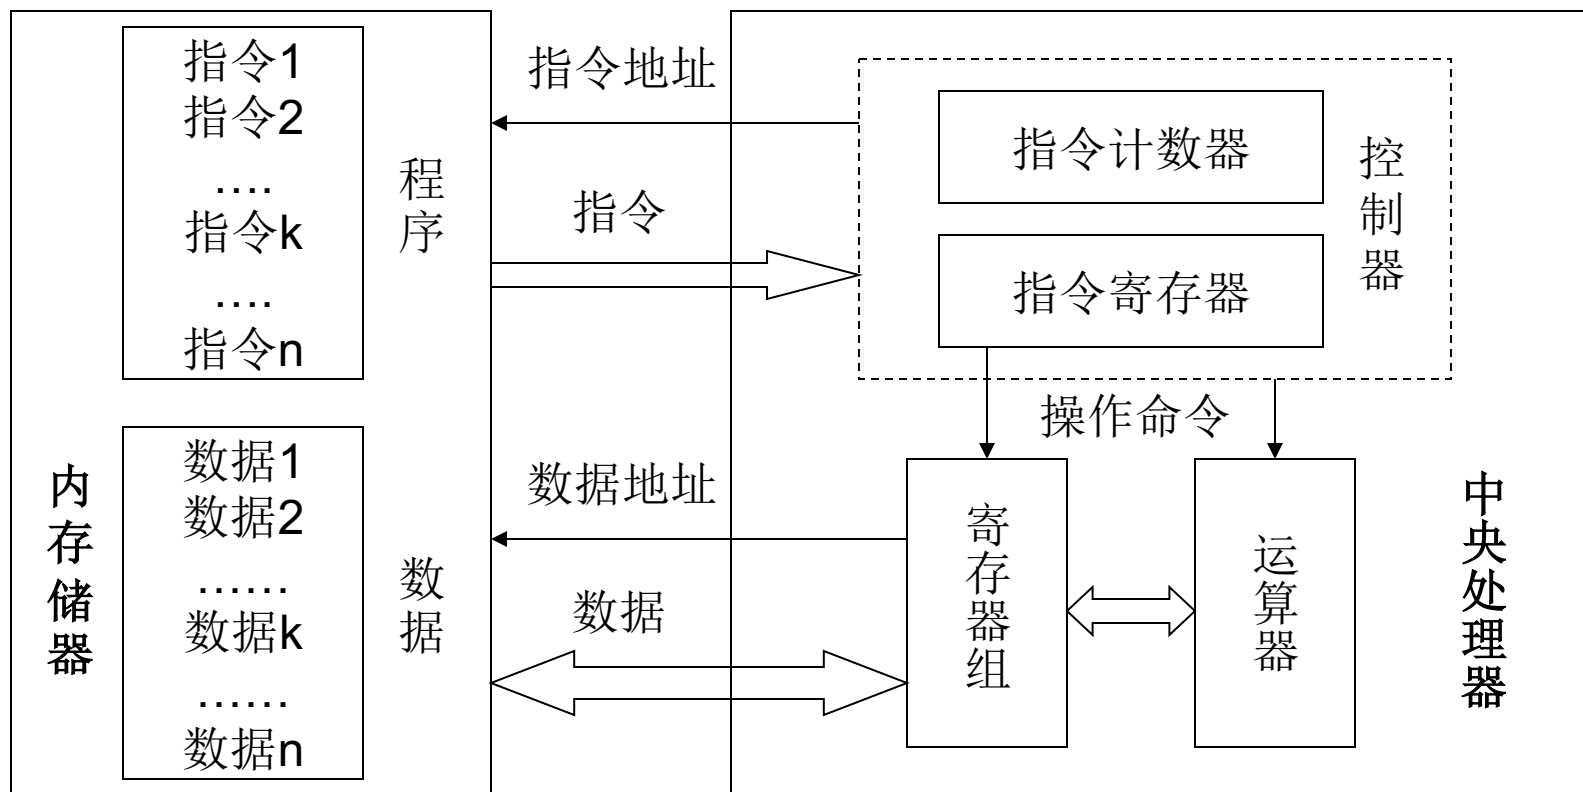 指令1
指令2
....
指令k
....
指令n
程序
数据1
数据2
......
数据k
......
数据n
数据
内存储器
指令地址
指令
数据地址
数据
指令计数器
指令寄存器
控制器
操作命令
寄存器组
运算器
中央处理器